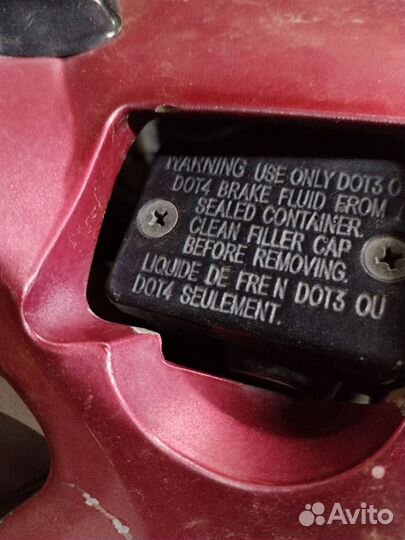 WARNING USE ONLY DOT3 O
DOT4 BRAKE FLUID FROM
SEALED CONTAINER.
CLEAN FILLER CAP
BEFORE REMOVING.
LIQUIDE DE FRE N DOT3 OU
DOT4 SEULEMENT.
Avito